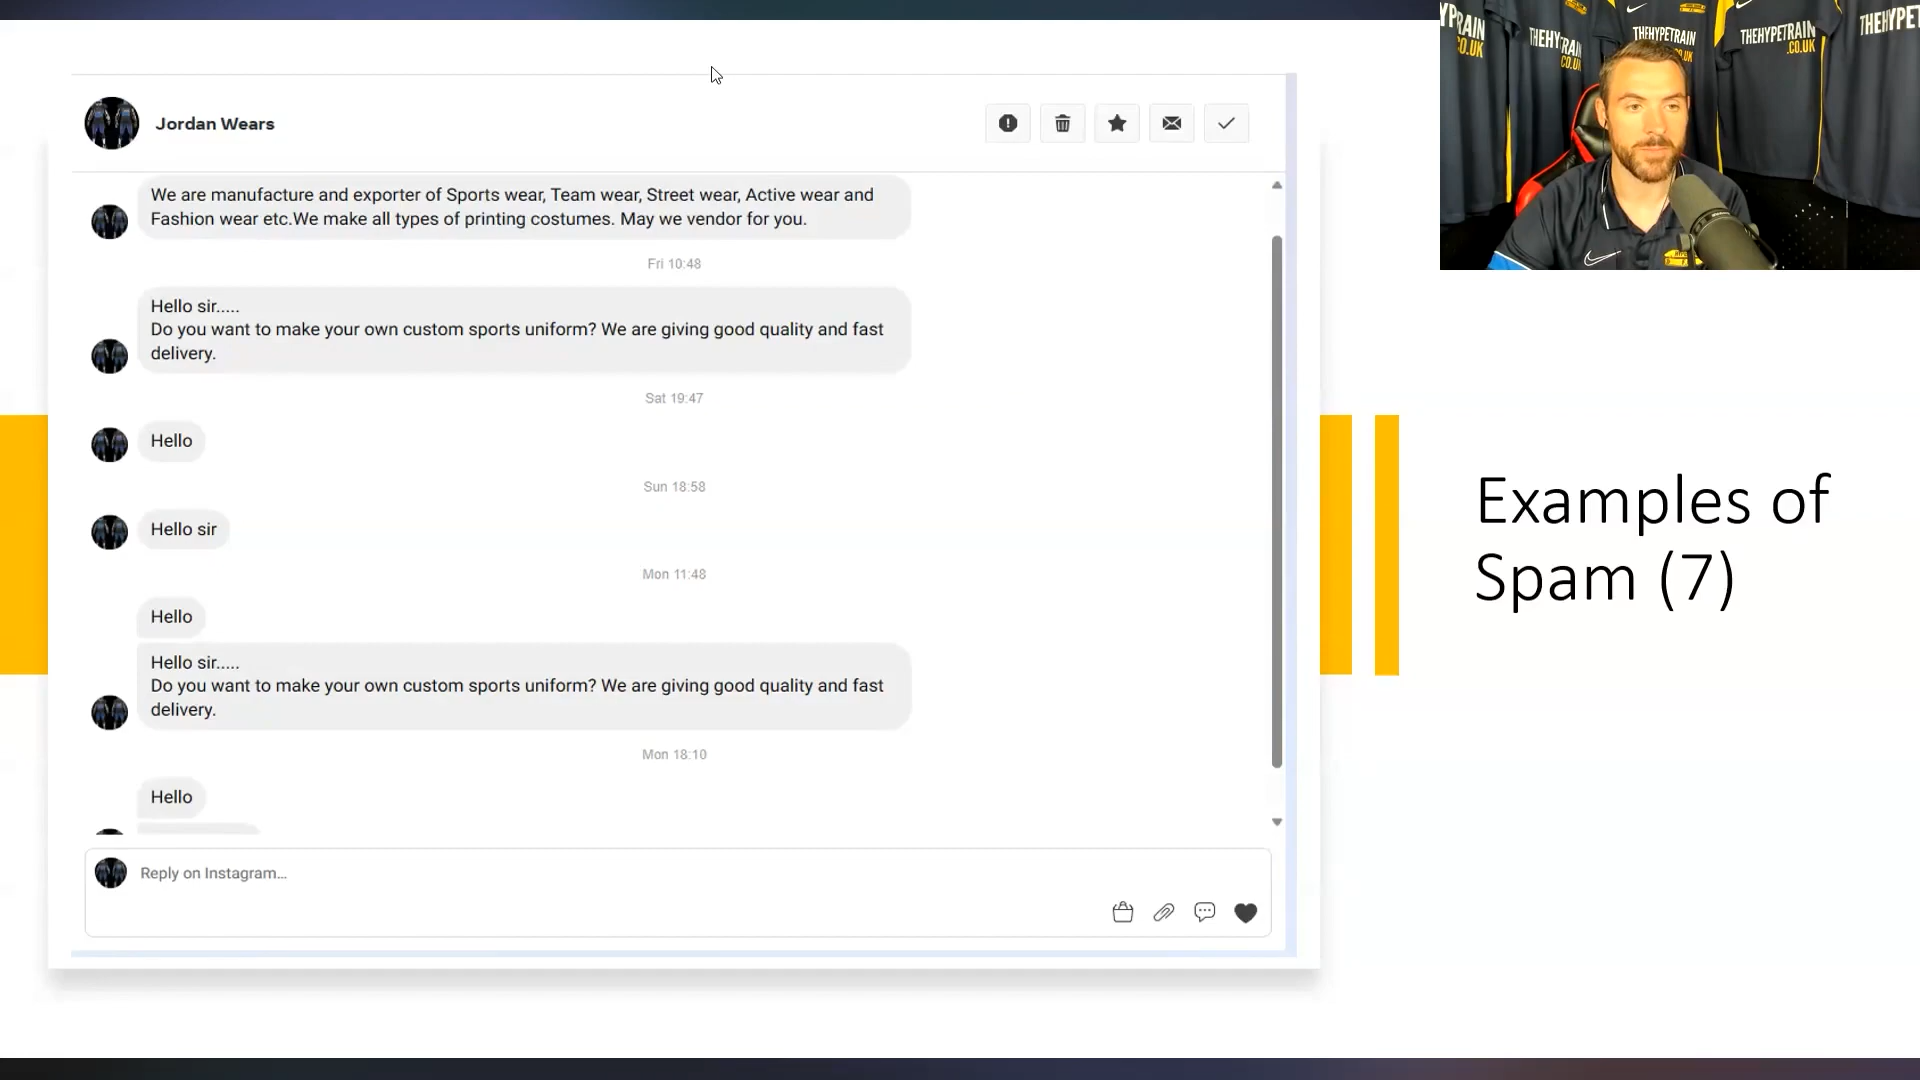 Jordan Wears
We are manufacture and exporter of Sports wear, Team wear, Street wear, Active wear and
Fashion wear etc.We make all types of printing costumes. May we vendor for you.
Fri 10:48
Hello sir.....
Do you want to make your own custom sports uniform? We are giving good quality and fast
delivery.
Sat 19:47
Hello
Sun 18:58
Hello sir
Mon 11:48
Hello
Hello sir.....
Do you want to make your own custom sports uniform? We are giving good quality and fast
delivery.
Mon 18:10
Hello
Reply on Instagram...
Examples of
Spam (7)
THEHYPETRAIN
.CO.UK
THEHYPETRAIN
.CO.UK